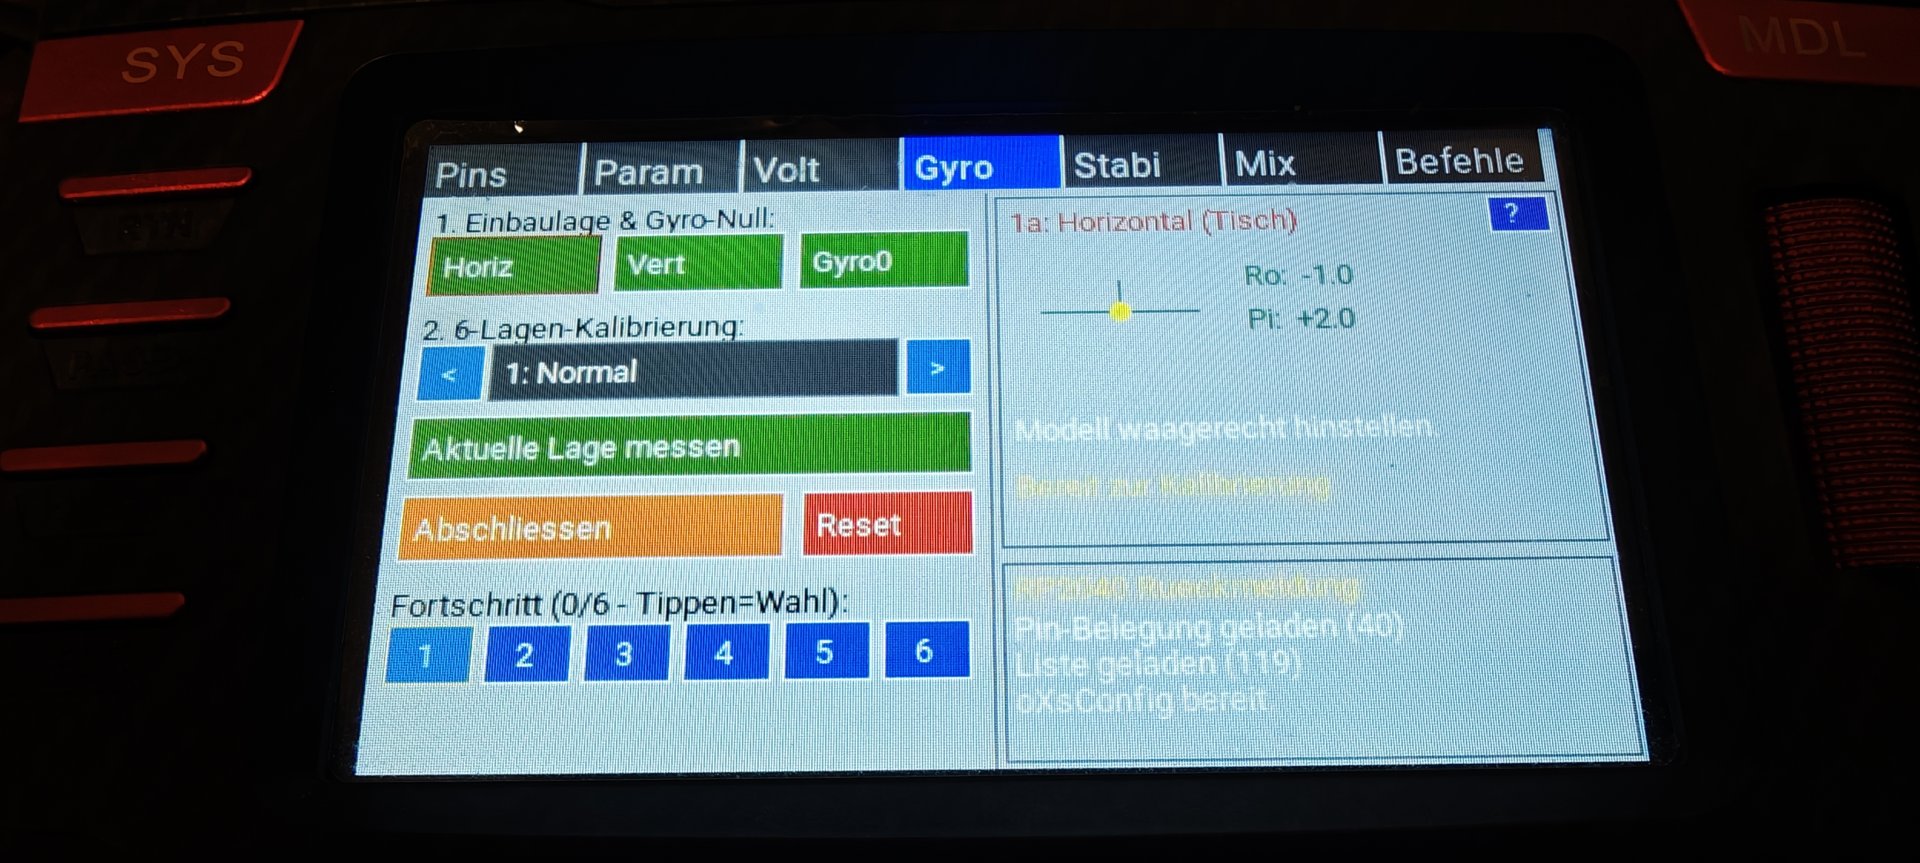 SYS
MDL
RTN
Pins Param Volt Gyro Stabi Mix Befehle
1. Einbaulage & Gyro-Null:
Horiz Vert Gyro0
2. 6-Lagen-Kalibrierung:
< 1: Normal >
Aktuelle Lage messen
Abschliessen Reset
Fortschritt (0/6 - Tippen=Wahl):
1 2 3 4 5 6
1a: Horizontal (Tisch) ?
Ro: -1.0
Pi: +2.0
Modell waagerecht hinstellen.
Bereit zur Kalibrierung
RP2040 Rueckmeldung
Pin-Belegung geladen (40)
Liste geladen (119)
oXsConfig bereit